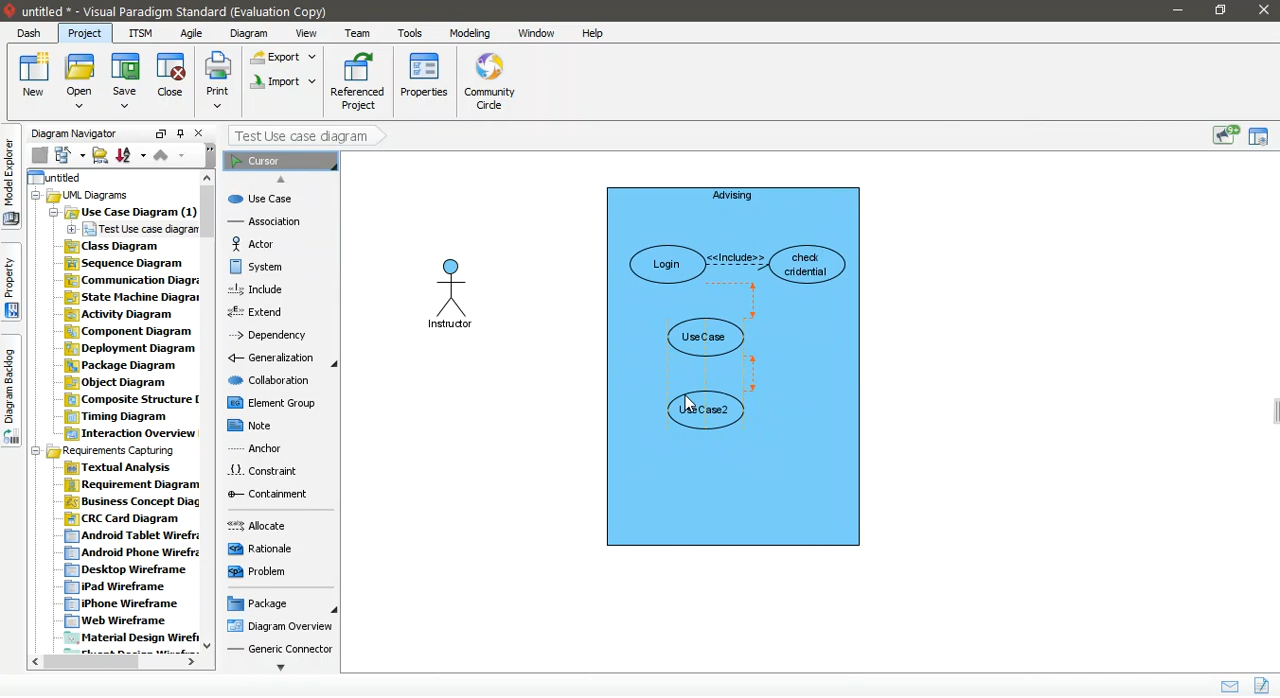 untitled * - Visual Paradigm Standard (Evaluation Copy)
Dash Project ITSM Agile Diagram View Team Tools Modeling Window Help
New Open Save Close Print Export Import Referenced Project Properties Community Circle
Diagram Navigator
Test Use case diagram
9+
Model Explorer
Property
Diagram Backlog
untitled
UML Diagrams
Use Case Diagram (1)
Test Use case diagram
Class Diagram
Sequence Diagram
Communication Diagra
State Machine Diagra
Activity Diagram
Component Diagram
Deployment Diagram
Package Diagram
Object Diagram
Composite Structure D
Timing Diagram
Interaction Overview
Requirements Capturing
Textual Analysis
Requirement Diagram
Business Concept Diag
CRC Card Diagram
Android Tablet Wirefra
Android Phone Wirefra
Desktop Wireframe
iPad Wireframe
iPhone Wireframe
Web Wireframe
Material Design Wirefr
Fluent Design Wirefra
Cursor
Use Case
Association
Actor
System
Include
Extend
Dependency
Generalization
Collaboration
Element Group
Note
Anchor
Constraint
Containment
Allocate
Rationale
Problem
Package
Diagram Overview
Generic Connector
Advising
Login
<<Include>>
check
cridential
UseCase
UseCase2
Instructor